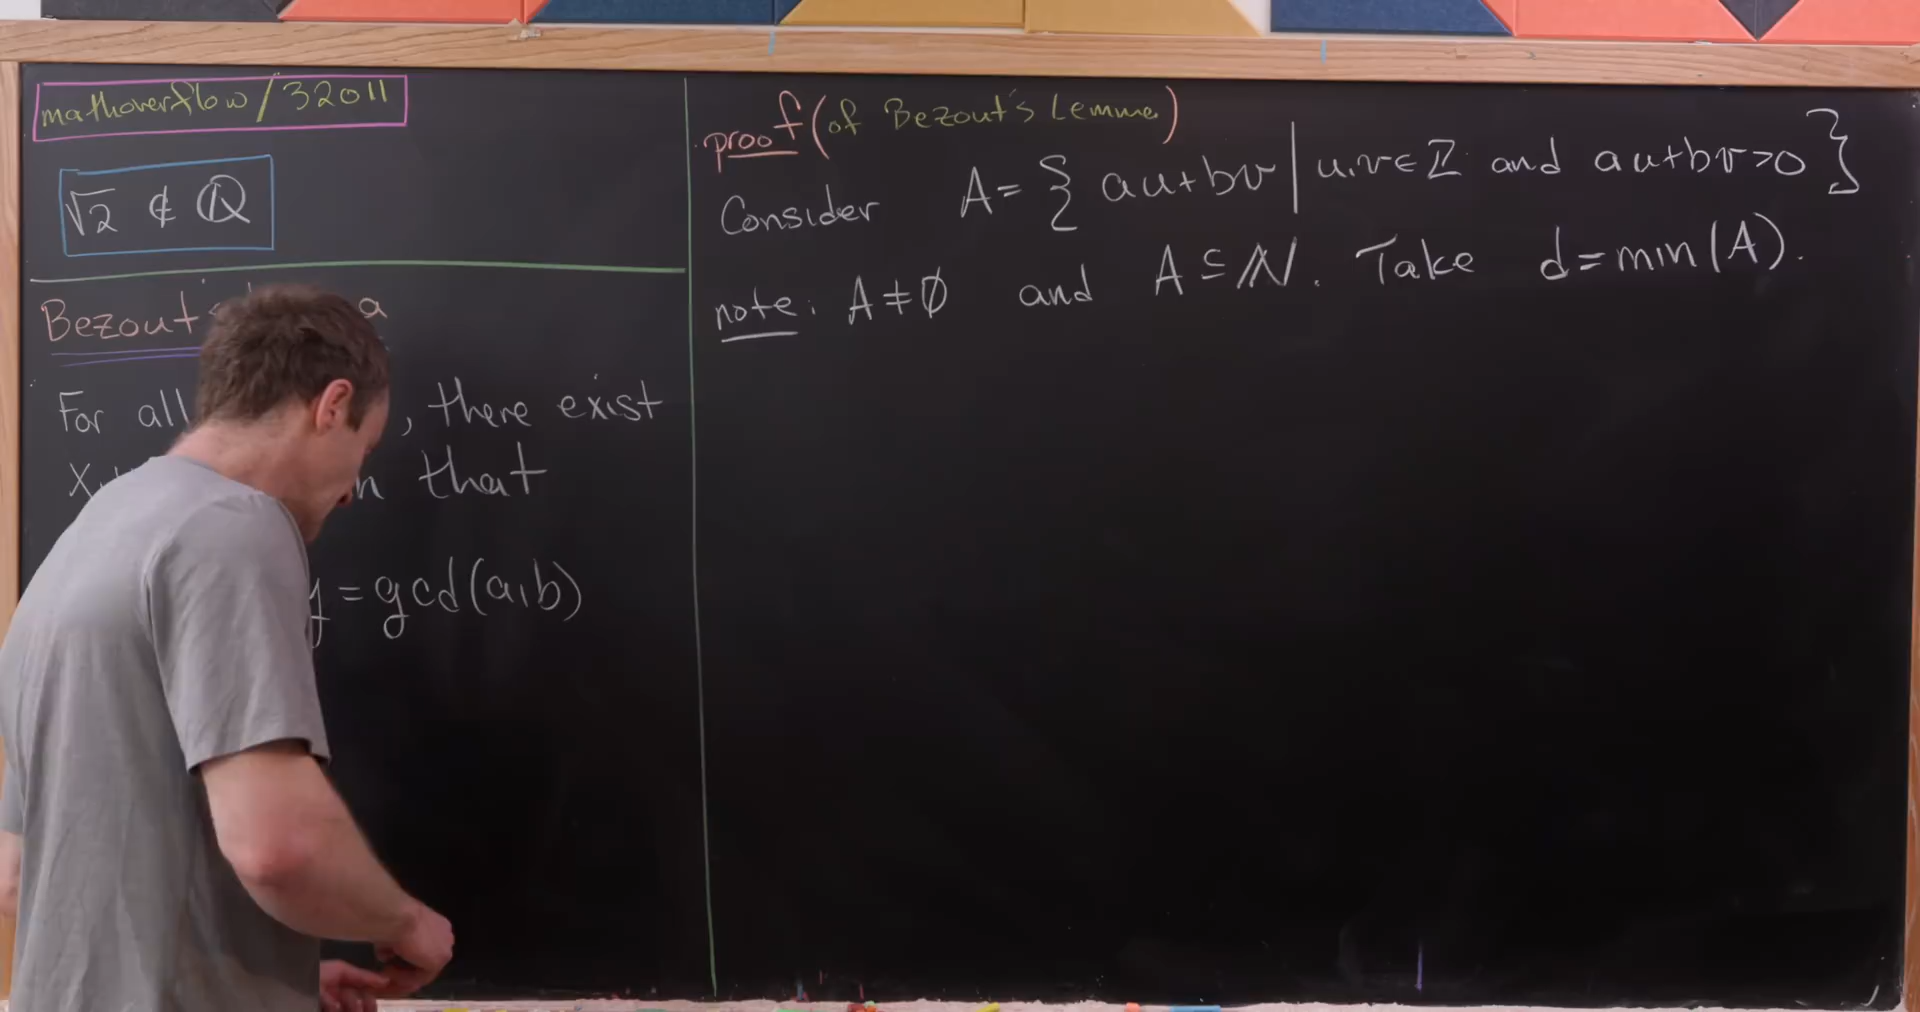 mathoverflow/32011
√2 ∉ ℚ
Bezout's a
For all , there exist
x, that
y = gcd(a,b)
proof (of Bezout's Lemma)
Consider A = { au+bv | u,v ∈ ℤ and au+bv>0 }
note: A ≠ ∅ and A ⊆ ℕ. Take d = min(A).